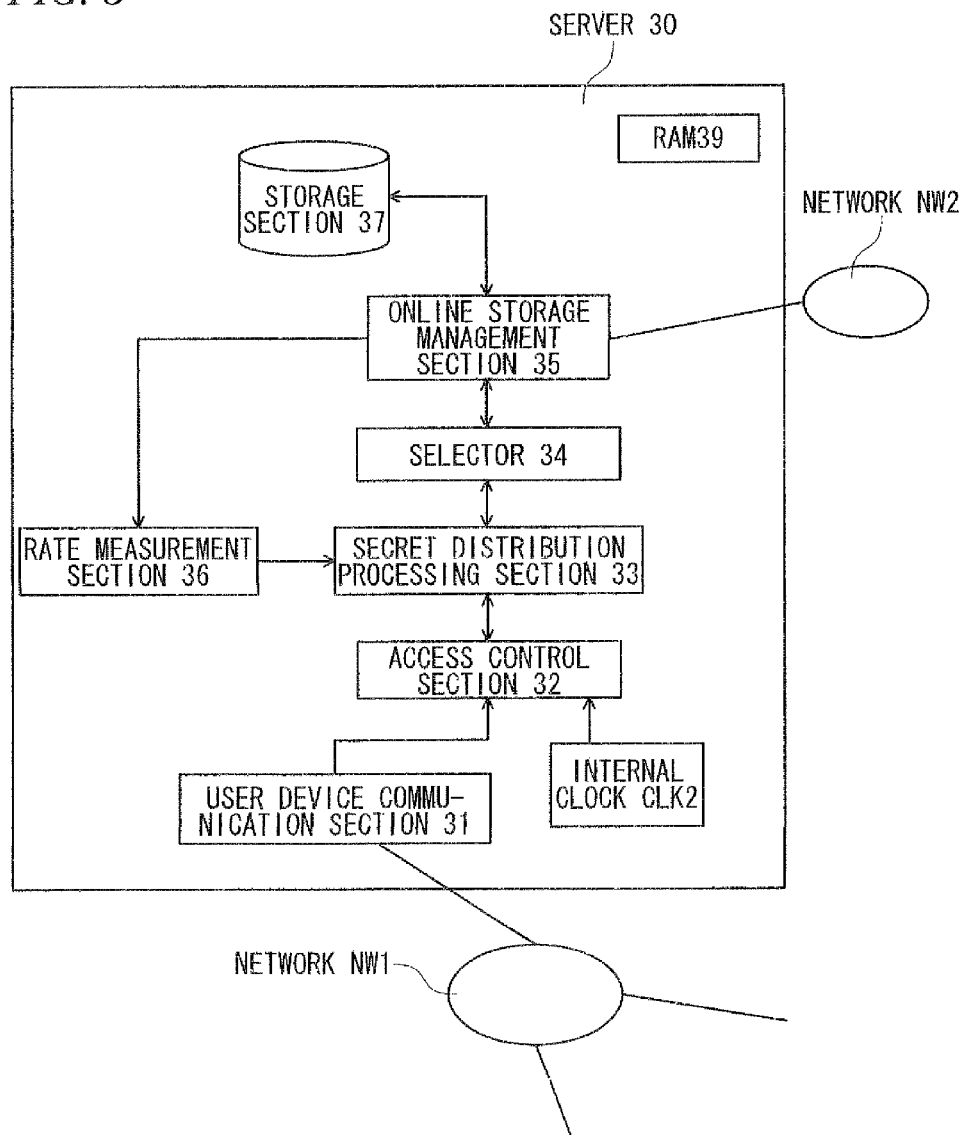 SERVER 30
RAM39
STORAGE
SECTION 37
NETWORK NW2
ONLINE STORAGE
MANAGEMENT
SECTION 35
SELECTOR 34
RATE MEASUREMENT
SECTION 36
SECRET DISTRIBUTION
PROCESSING SECTION 33
ACCESS CONTROL
SECTION 32
USER DEVICE COMMU-
NICATION SECTION 31
INTERNAL
CLOCK CLK2
NETWORK NW1